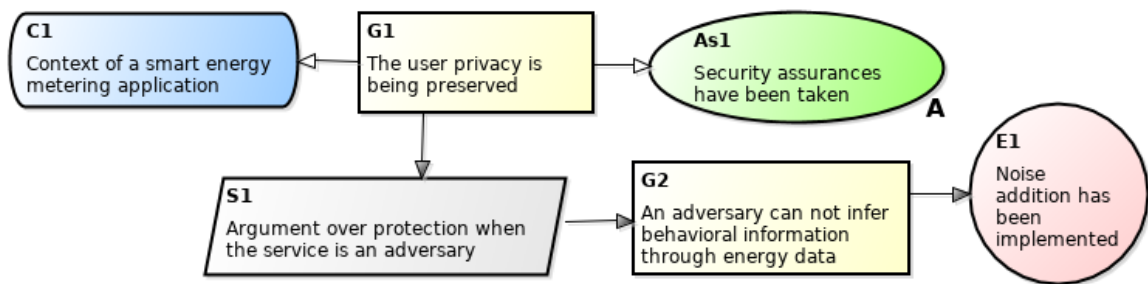 C1
Context of a smart energy
metering application
G1
The user privacy is
being preserved
As1
Security assurances
have been taken
A
S1
Argument over protection when
the service is an adversary
G2
An adversary can not infer
behavioral information
through energy data
E1
Noise
addition has
been
implemented